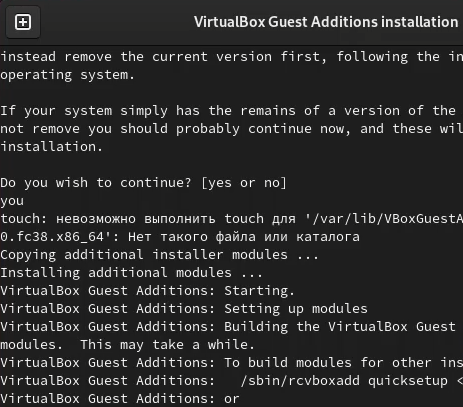 VirtualBox Guest Additions installation
instead remove the current version first, following the in
operating system.
If your system simply has the remains of a version of the
not remove you should probably continue now, and these wil
installation.
Do you wish to continue? [yes or no]
you
touch: невозможно выполнить touch для '/var/lib/VBoxGuestA
0.fc38.x86_64': Нет такого файла или каталога
Copying additional installer modules ...
Installing additional modules ...
VirtualBox Guest Additions: Starting.
VirtualBox Guest Additions: Setting up modules
VirtualBox Guest Additions: Building the VirtualBox Guest
modules.  This may take a while.
VirtualBox Guest Additions: To build modules for other ins
VirtualBox Guest Additions:   /sbin/rcvboxadd quicksetup <
VirtualBox Guest Additions: or